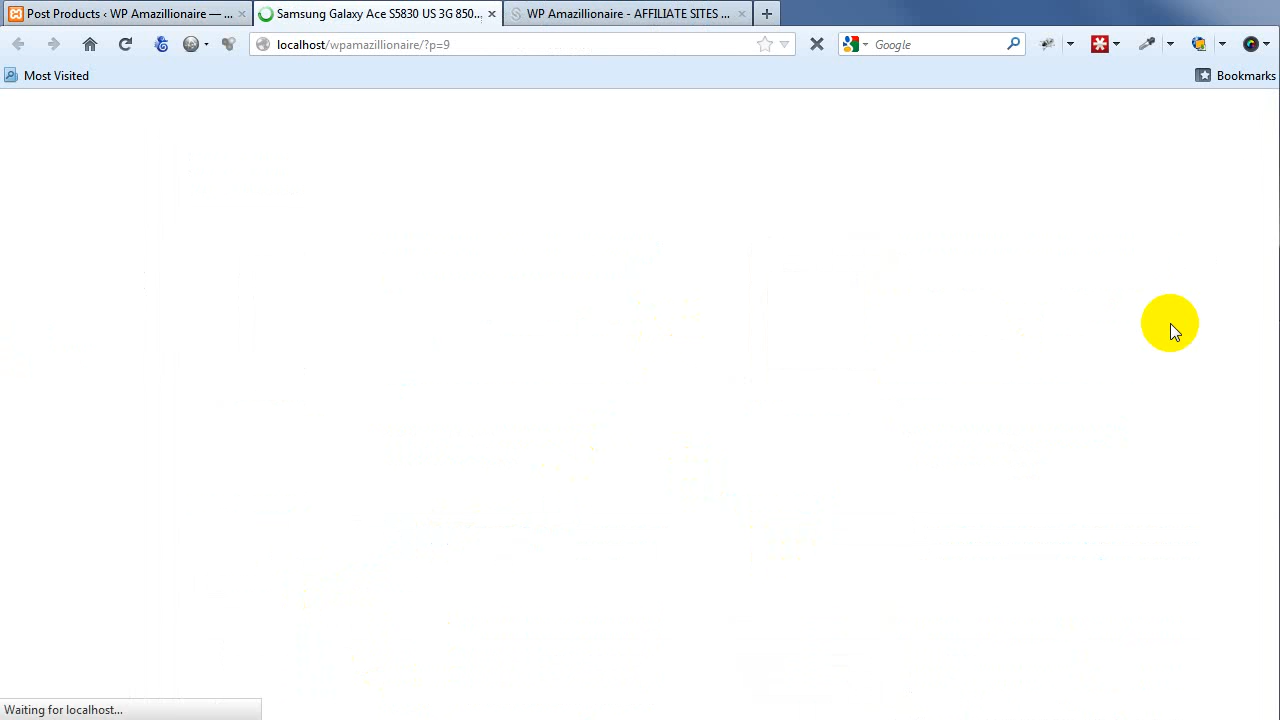 Post Products ‹ WP Amazillionaire — ...
Samsung Galaxy Ace S5830 US 3G 850...
WP Amazillionaire - AFFILIATE SITES ...
localhost/wpamazillionaire/?p=9
Google
Most Visited
Bookmarks
Waiting for localhost...